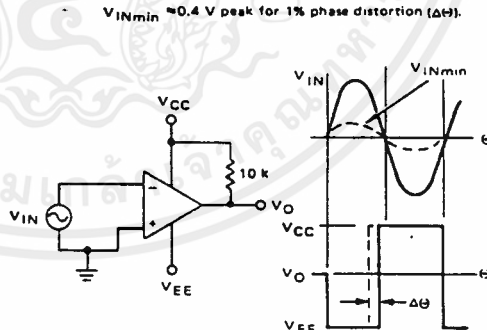 VINmin ≈0.4 V peak for 1% phase distortion (ΔΘ).
VIN
VINmin
Θ
VCC
10 k
VIN
−
+
VO
VEE
VCC
VO
Θ
ΔΘ
VEE